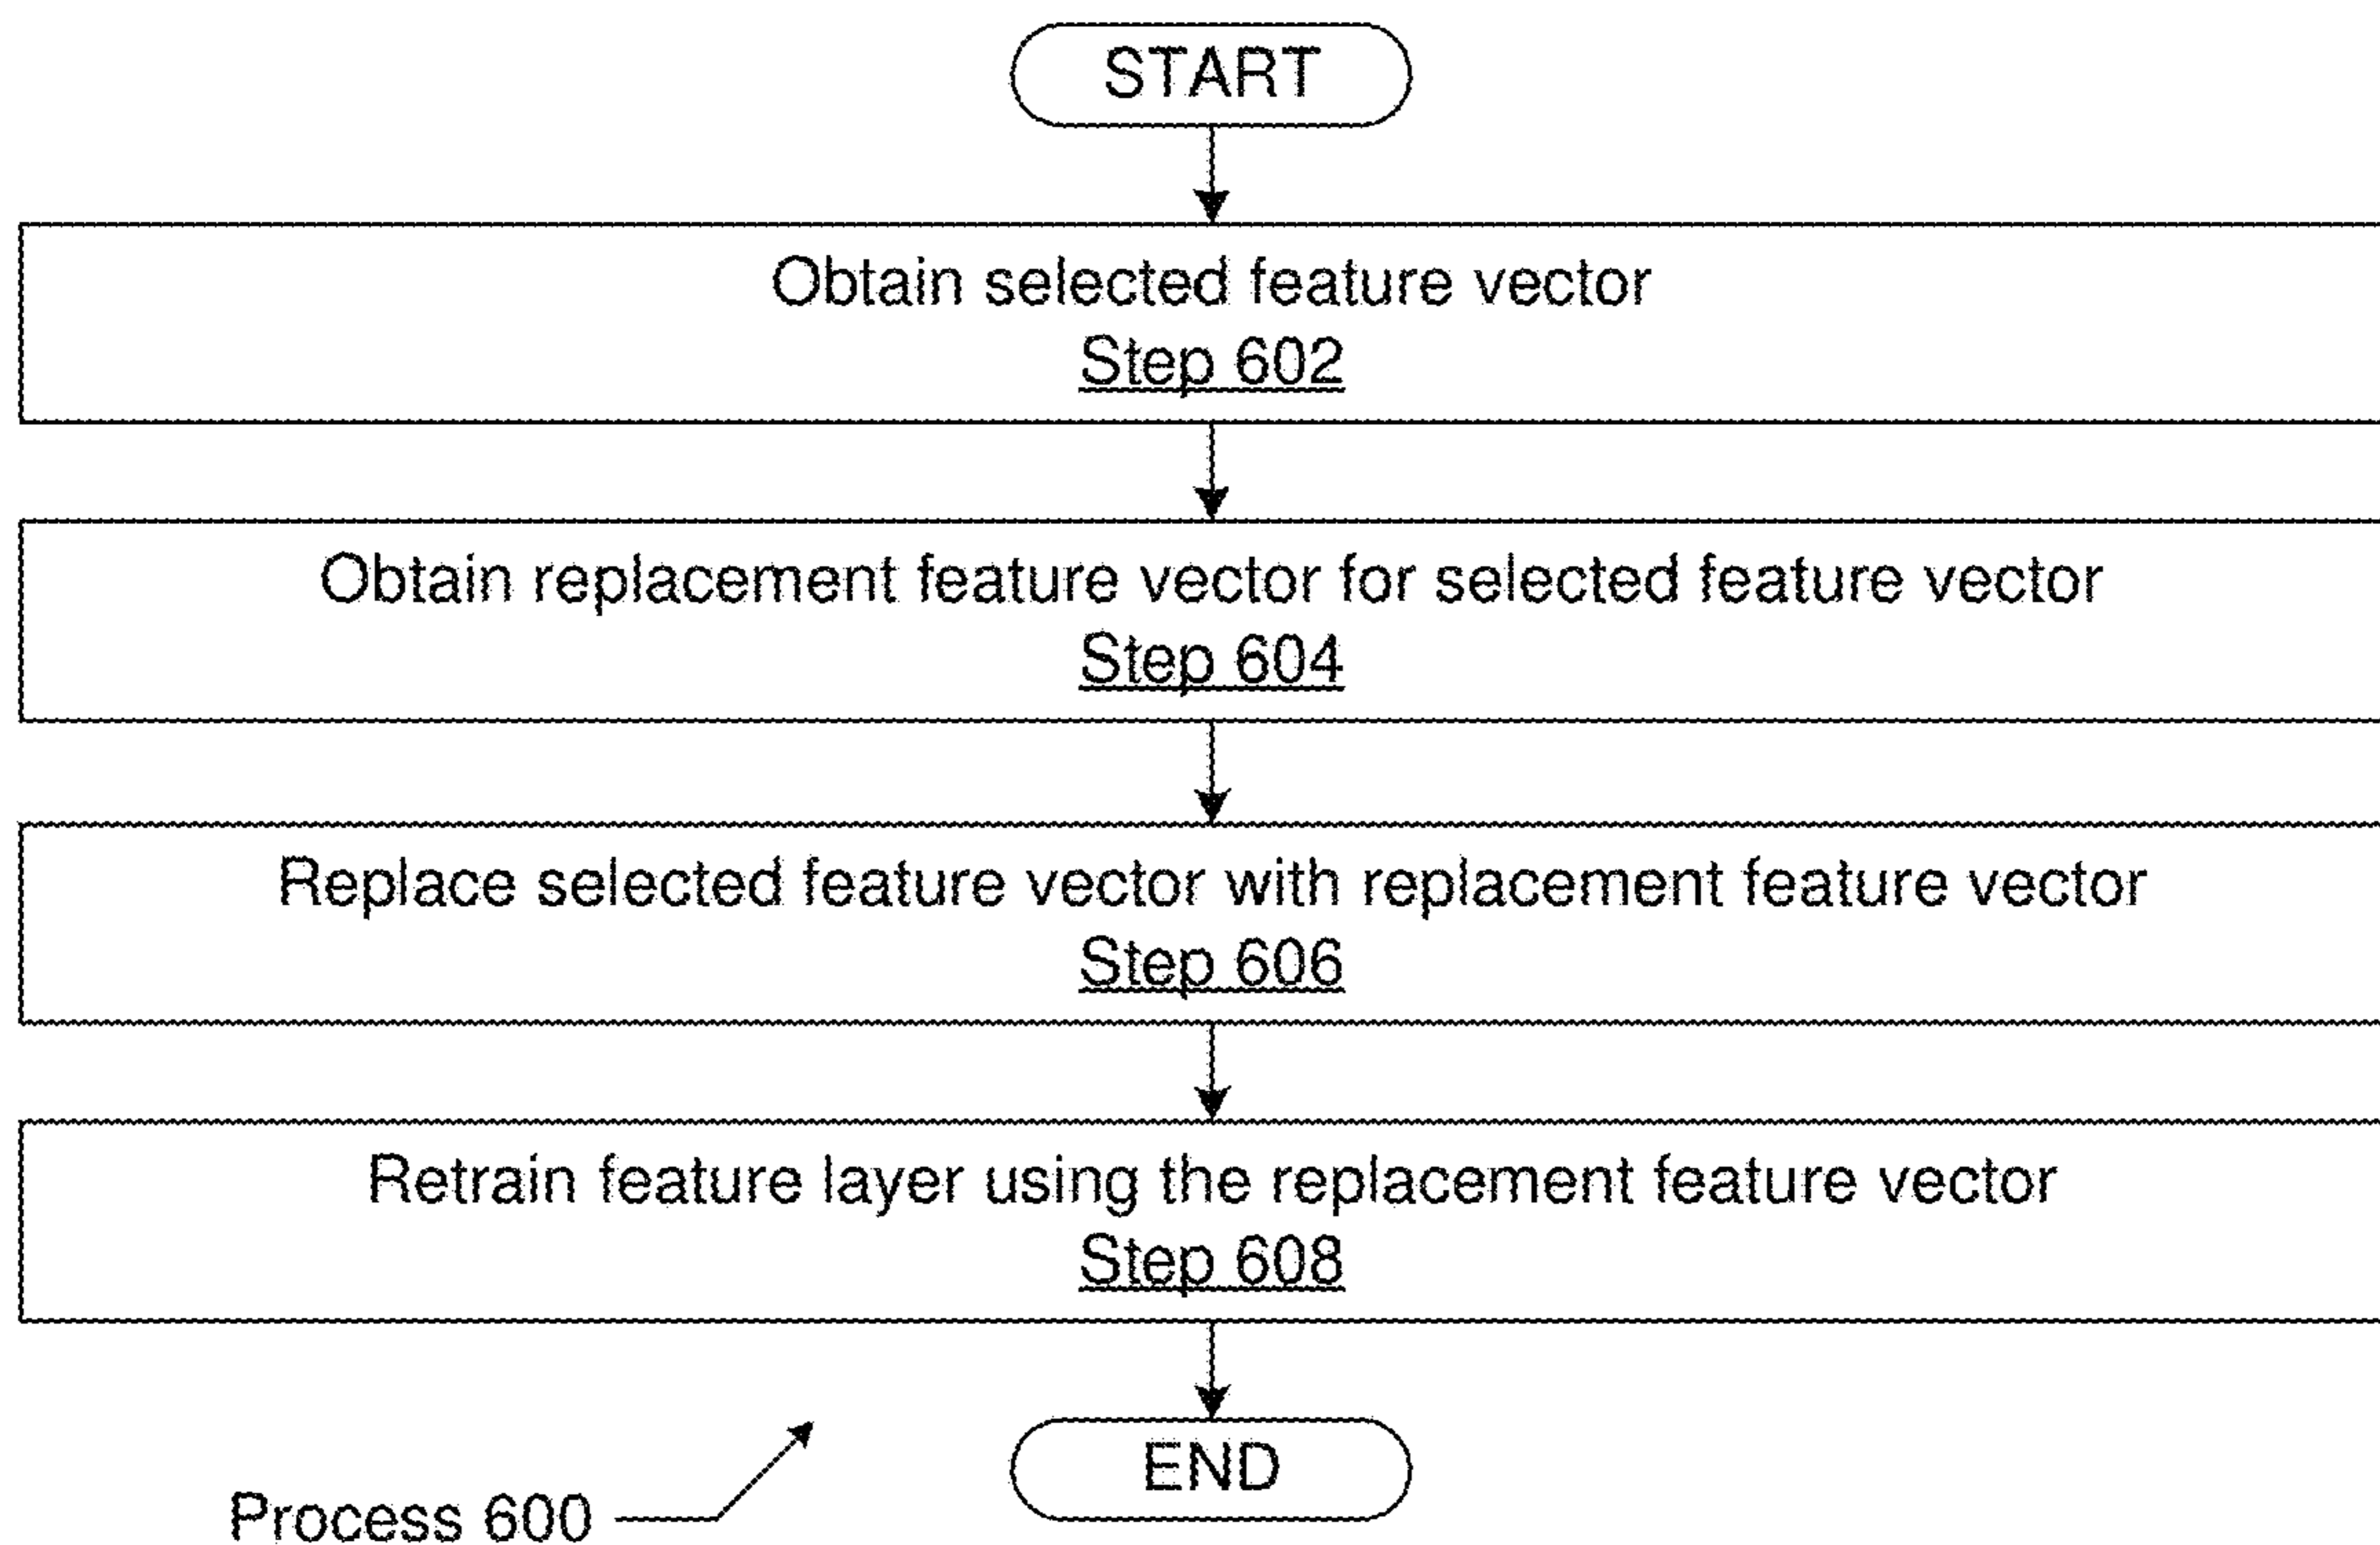 START
Obtain selected feature vector
Step 602
Obtain replacement feature vector for selected feature vector
Step 604
Replace selected feature vector with replacement feature vector
Step 606
Retrain feature layer using the replacement feature vector
Step 608
END
Process 600